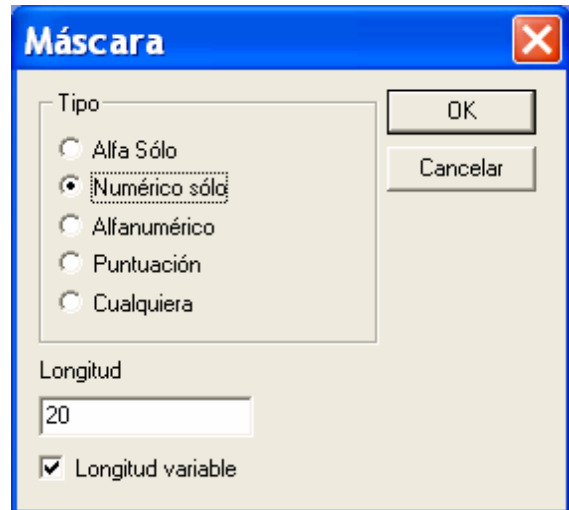 Máscara
Tipo
Alfa Sólo
Numérico sólo
Alfanumérico
Puntuación
Cualquiera
OK
Cancelar
Longitud
20
Longitud variable